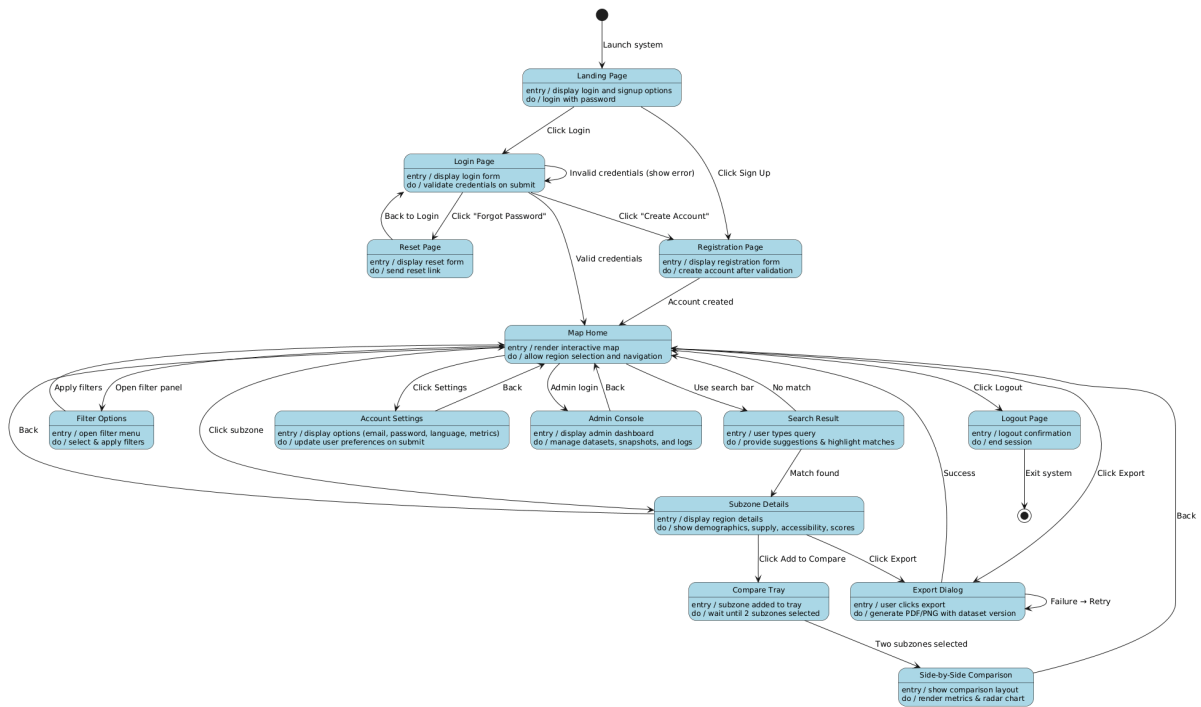 Launch system
Landing Page
entry / display login and signup options
do / login with password
Click Login
Login Page
entry / display login form
do / validate credentials on submit
Invalid credentials (show error)
Click Sign Up
Back to Login
Click "Forgot Password"
Click "Create Account"
Reset Page
entry / display reset form
do / send reset link
Valid credentials
Registration Page
entry / display registration form
do / create account after validation
Account created
Map Home
entry / render interactive map
do / allow region selection and navigation
Apply filters
Open filter panel
Click Settings
Back
Admin login
Back
Use search bar
No match
Click Logout
Filter Options
entry / open filter menu
do / select & apply filters
Account Settings
entry / display options (email, password, language, metrics)
do / update user preferences on submit
Admin Console
entry / display admin dashboard
do / manage datasets, snapshots, and logs
Search Result
entry / user types query
do / provide suggestions & highlight matches
Logout Page
entry / logout confirmation
do / end session
Back
Click subzone
Match found
Success
Exit system
Click Export
Subzone Details
entry / display region details
do / show demographics, supply, accessibility, scores
Back
Click Add to Compare
Click Export
Compare Tray
entry / subzone added to tray
do / wait until 2 subzones selected
Export Dialog
entry / user clicks export
do / generate PDF/PNG with dataset version
Failure → Retry
Two subzones selected
Side-by-Side Comparison
entry / show comparison layout
do / render metrics & radar chart